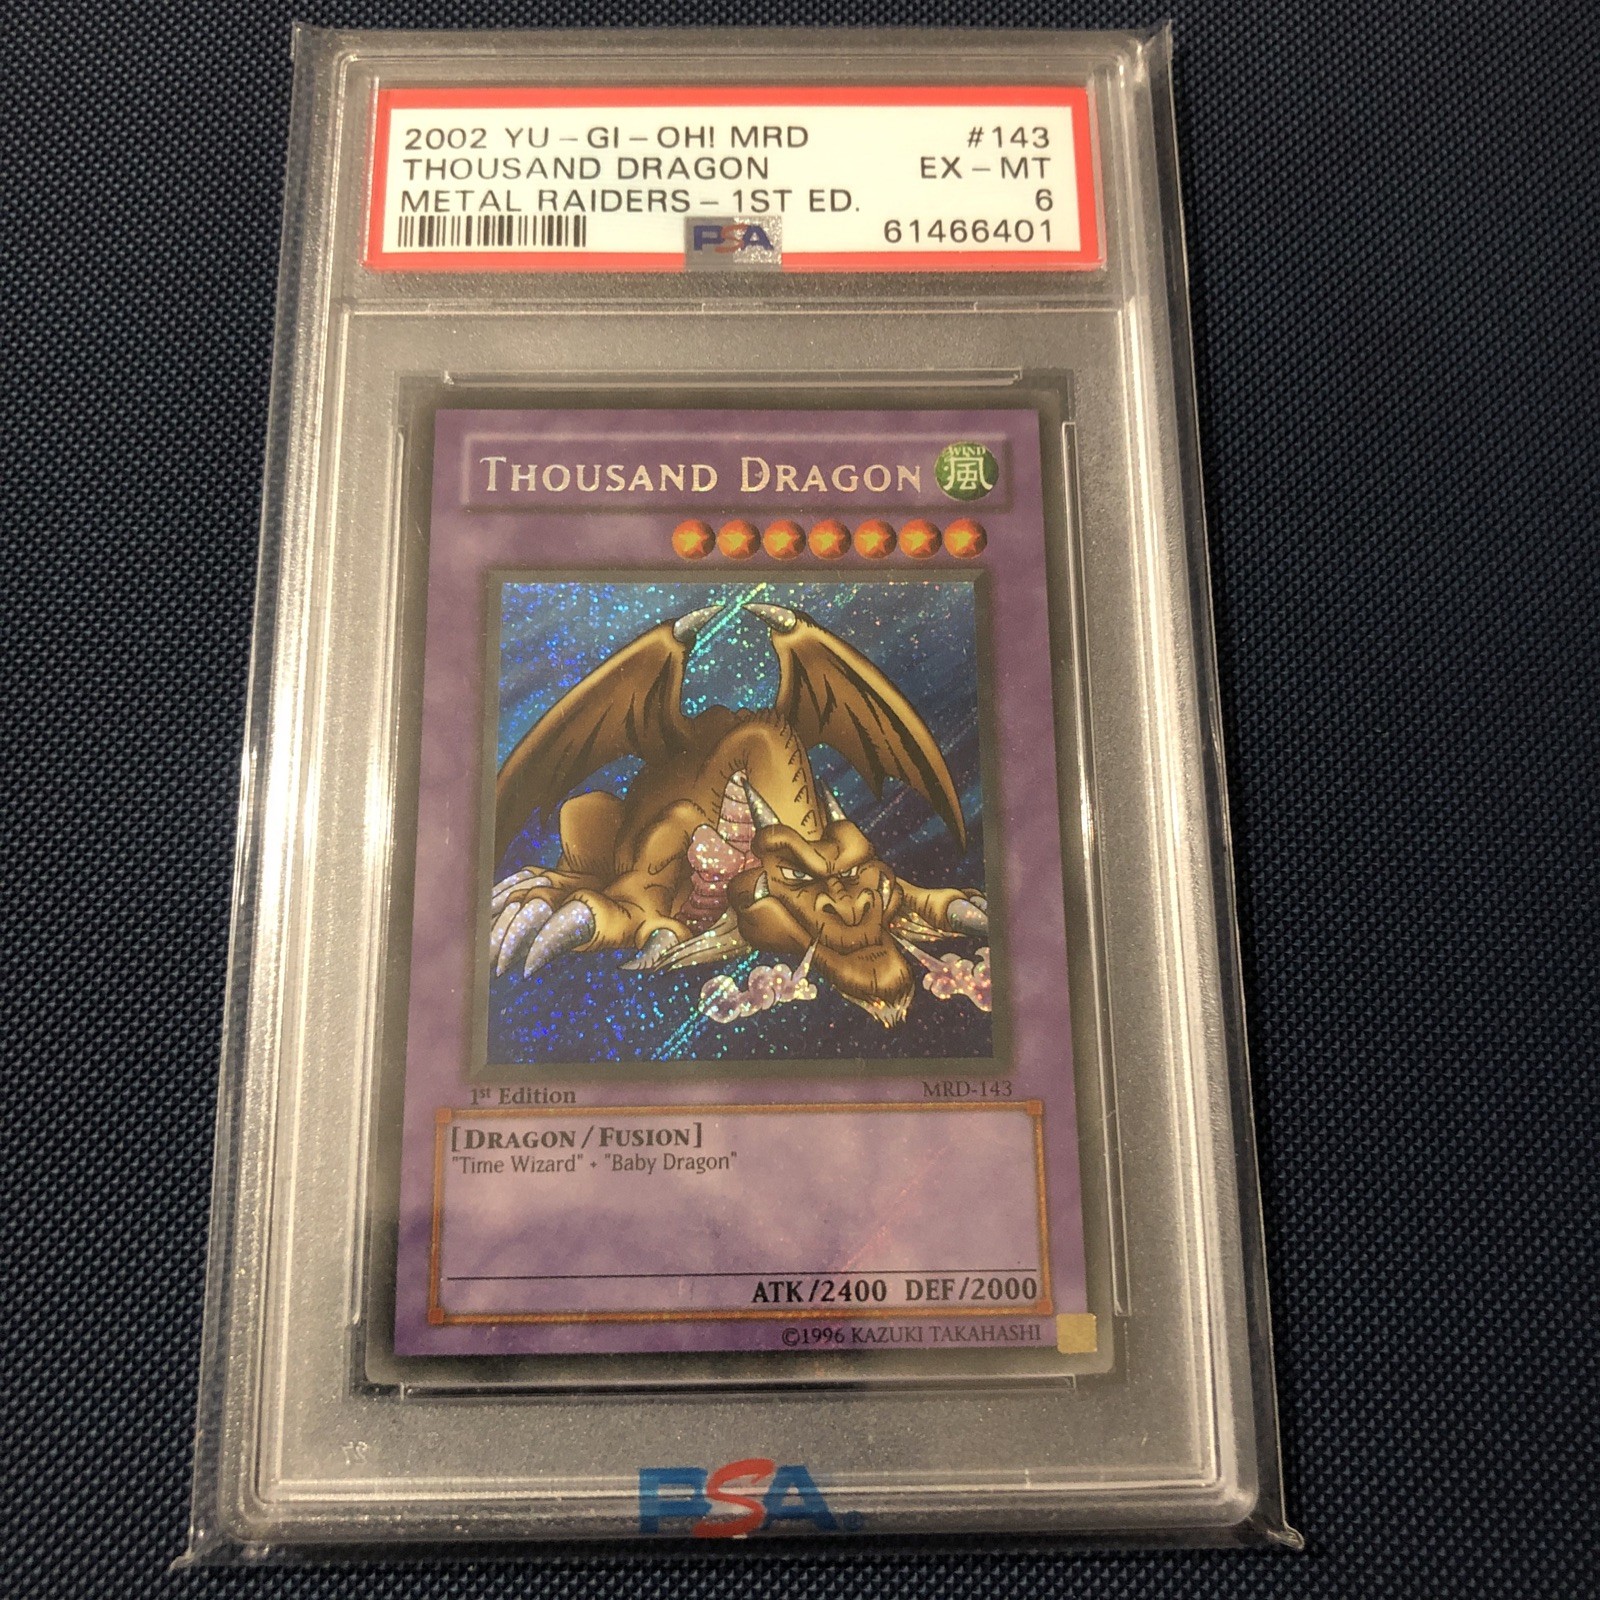 2002 YU-GI-OH! MRD #143
THOUSAND DRAGON EX-MT
METAL RAIDERS-1ST ED. 6
PSA 61466401
THOUSAND DRAGON
WIND
風
1st Edition MRD-143
[DRAGON/FUSION]
"Time Wizard" + "Baby Dragon"
ATK/2400 DEF/2000
©1996 KAZUKI TAKAHASHI
PSA®